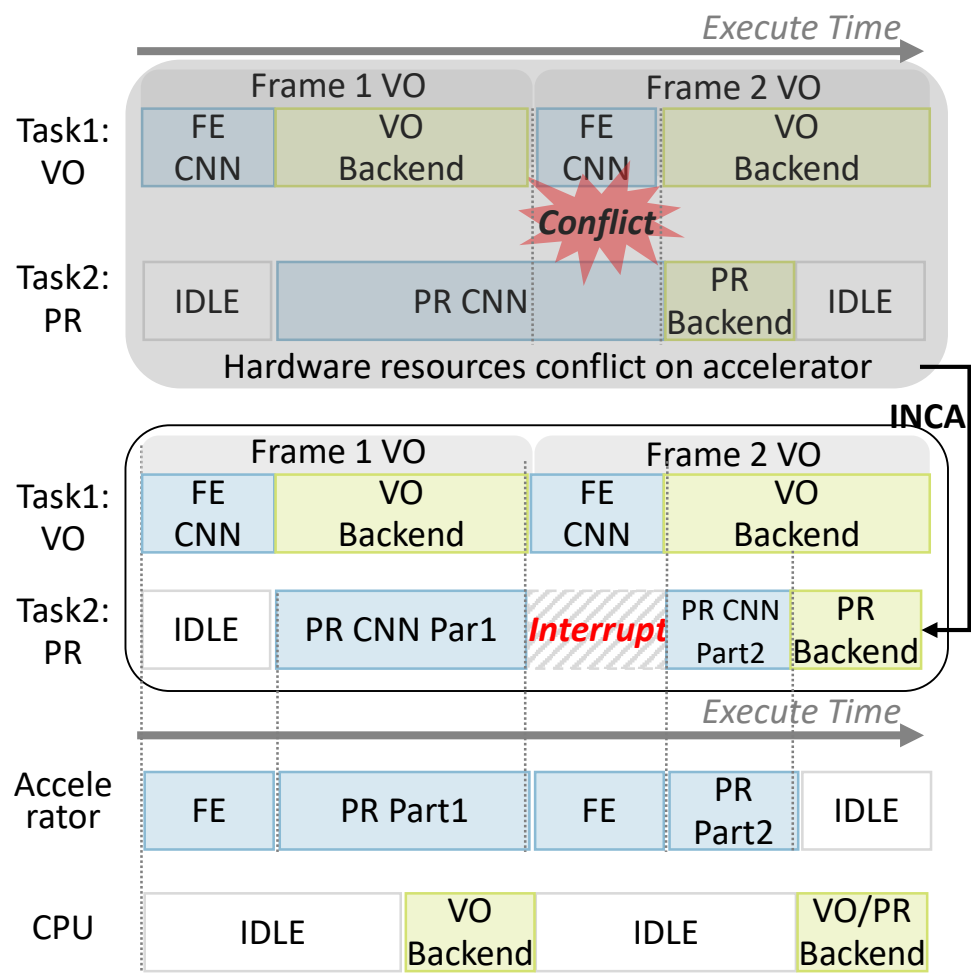 Execute Time
Frame 1 VO
Frame 2 VO
Task1:
VO
FE
CNN
VO
Backend
FE
CNN
VO
Backend
Conflict
Task2:
PR
IDLE
PR CNN
PR
Backend
IDLE
Hardware resources conflict on accelerator
INCA
Frame 1 VO
Frame 2 VO
Task1:
VO
FE
CNN
VO
Backend
FE
CNN
VO
Backend
Task2:
PR
IDLE
PR CNN Par1
Interrupt
PR CNN
Part2
PR
Backend
Execute Time
Accele
rator
FE
PR Part1
FE
PR
Part2
IDLE
CPU
IDLE
VO
Backend
IDLE
VO/PR
Backend